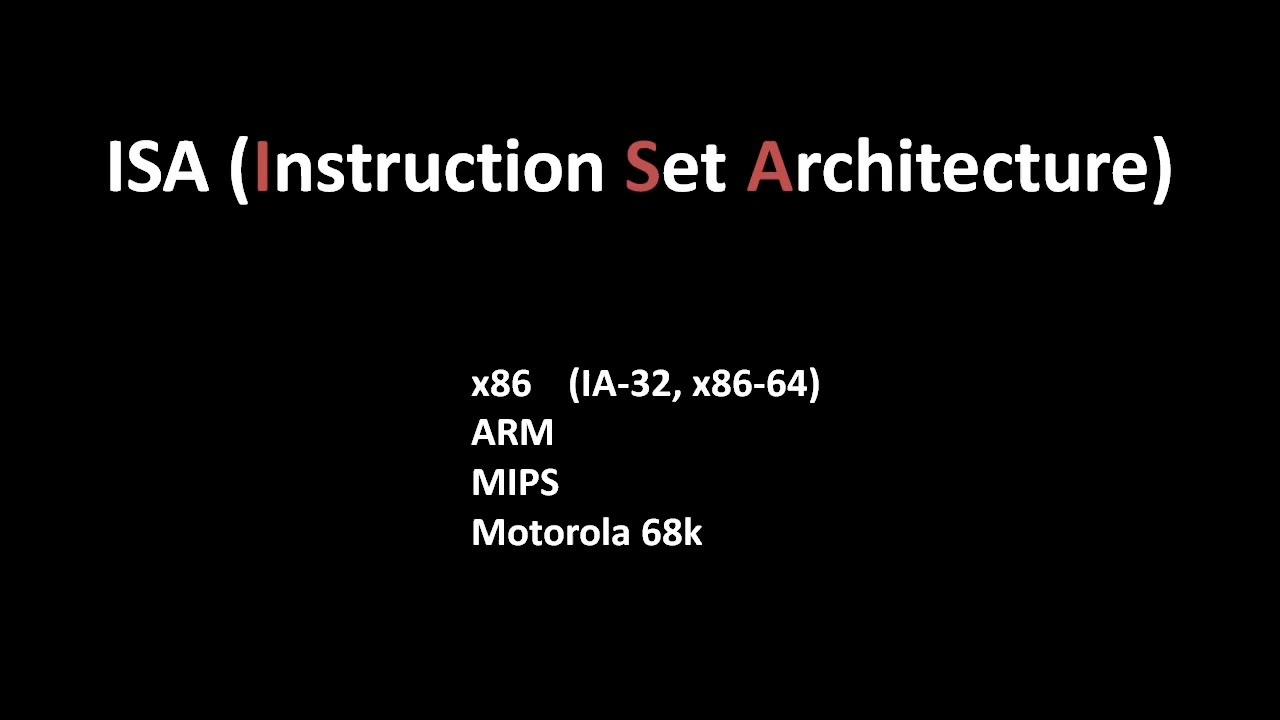 ISA (Instruction Set Architecture)
x86 (IA-32, x86-64)
ARM
MIPS
Motorola 68k